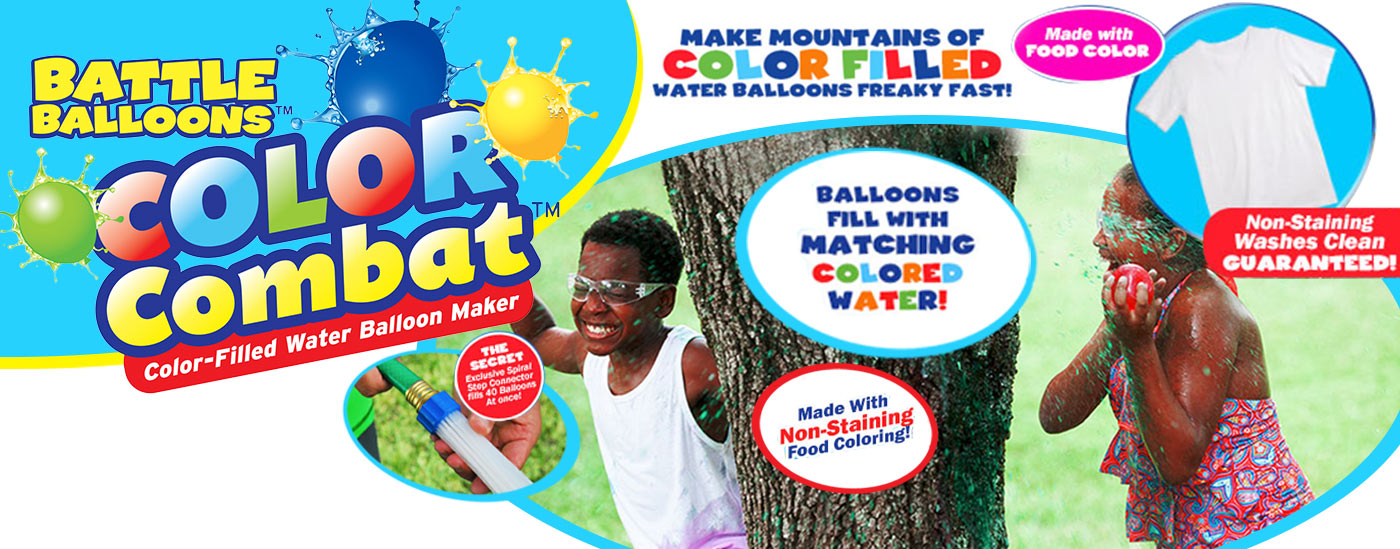 BATTLE
BALLOONS™
COLOR
Combat™
Color-Filled Water Balloon Maker
THE
SECRET
Exclusive Spiral
Step Connector
fills 40 Balloons
At once!
MAKE MOUNTAINS OF
COLOR FILLED
WATER BALLOONS FREAKY FAST!
Made with
FOOD COLOR
BALLOONS
FILL WITH
MATCHING
COLORED
WATER!
Made With
Non-Staining
Food Coloring!
Non-Staining
Washes Clean
GUARANTEED!